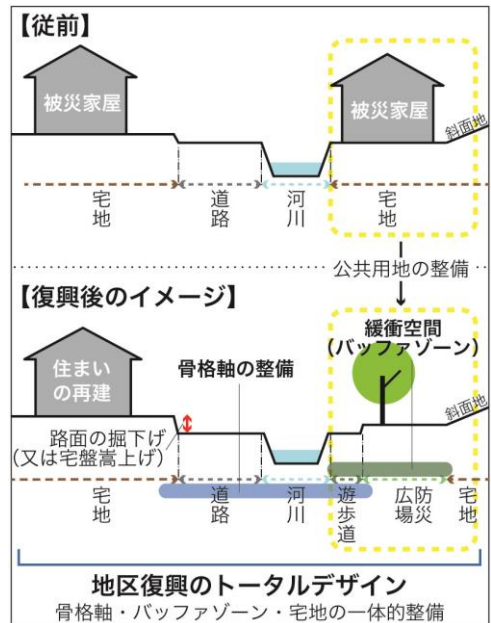 【従前】
被災家屋
被災家屋
斜面地
宅地
道路
河川
宅地
公共用地の整備
【復興後のイメージ】
緩衝空間
(バッファゾーン)
住まい
の再建
骨格軸の整備
斜面地
路面の掘下げ
(又は宅盤嵩上げ)
宅地
道路
河川
遊歩道
防災
広場
宅地
地区復興のトータルデザイン
骨格軸・バッファゾーン・宅地の一体的整備